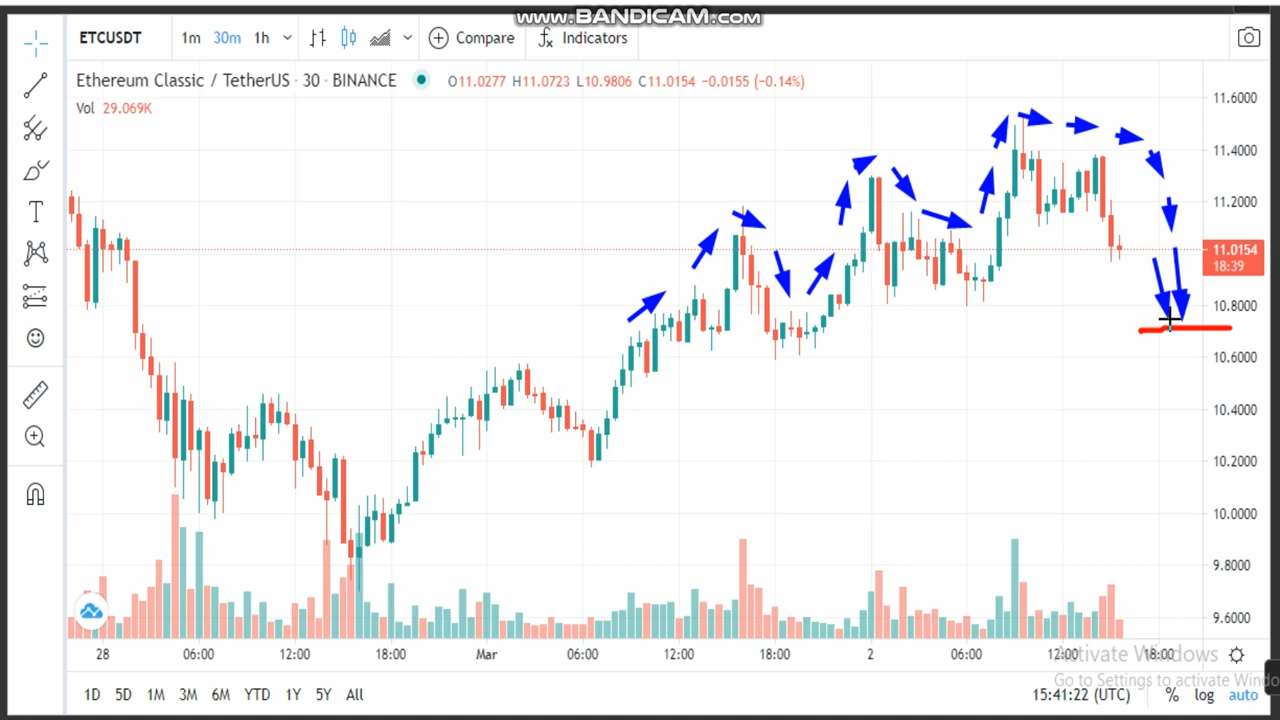 www.BANDICAM.com
ETCUSDT 1m 30m 1h Compare fx Indicators
Ethereum Classic / TetherUS · 30 · BINANCE O11.0277 H11.0723 L10.9806 C11.0154 −0.0155 (−0.14%)
Vol 29.069K
11.6000
11.4000
11.2000
11.0154
18:39
10.8000
10.6000
10.4000
10.2000
10.0000
9.8000
9.6000
28 06:00 12:00 18:00 Mar 06:00 12:00 18:00 2 06:00 12:00 18:00
Activate Windows
Go to Settings to activate Windo
1D 5D 1M 3M 6M YTD 1Y 5Y All 15:41:22 (UTC) % log auto